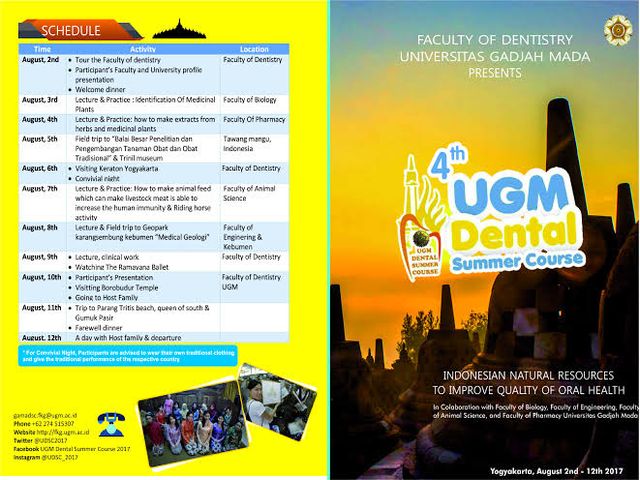 SCHEDULE
Time Activity Location
August, 2nd • Tour the Faculty of dentistry Faculty of Dentistry
• Participant's Faculty and University profile
presentation
• Welcome dinner
August, 3rd Lecture & Practice : Identification Of Medicinal Faculty of Biology
Plants
August, 4th Lecture & Practice: how to make extracts from Faculty Of Pharmacy
herbs and medicinal plants
August, 5th Field trip to "Balai Besar Penelitian dan Tawang mangu,
Pengembangan Tanaman Obat dan Obat Indonesia
Tradisional" & Trinil museum
August, 6th • Visiting Keraton Yogyakarta Faculty of Dentistry
• Convivial night
August, 7th Lecture & Practice: How to make animal feed Faculty of Animal
which can make livestock meat is able to Science
increase the human immunity & Riding horse
activity
August, 8th Lecture & Field trip to Geopark Faculty of
karangsembung kebumen "Medical Geologi" Enginering &
Kebumen
August, 9th • Lecture, clinical work Faculty of Dentistry
• Watching The Ramavana Ballet
August, 10th • Participant's Presentation Faculty of Dentistry
• Visitting Borobudur Temple UGM
• Going to Host Family
August, 11th • Trip to Parang Tritis beach, queen of south &
Gumuk Pasir
• Farewell dinner
August, 12th A day with Host family & departure
* For Convivial Night, Participants are advised to wear their own traditional clothing
and give the traditional performance of the respective country
gamadsc.fkg@ugm.ac.id
Phone +62 274 515307
Website http://fkg.ugm.ac.id
Twitter @UDSC2017
Facebook UGM Dental Summer Course 2017
Instagram @UDSC_2017
FACULTY OF DENTISTRY
UNIVERSITAS GADJAH MADA
PRESENTS
4th
UGM
Dental
Summer Course
UGM
DENTAL
SUMMER
COURSE
INDONESIAN NATURAL RESOURCES
TO IMPROVE QUALITY OF ORAL HEALTH
In Colaboration with Faculty of Biology, Faculty of Engineering, Faculty
of Animal Science, and Faculty of Pharmacy Universitas Gadjah Mada
Yogyakarta, August 2nd - 12th 2017